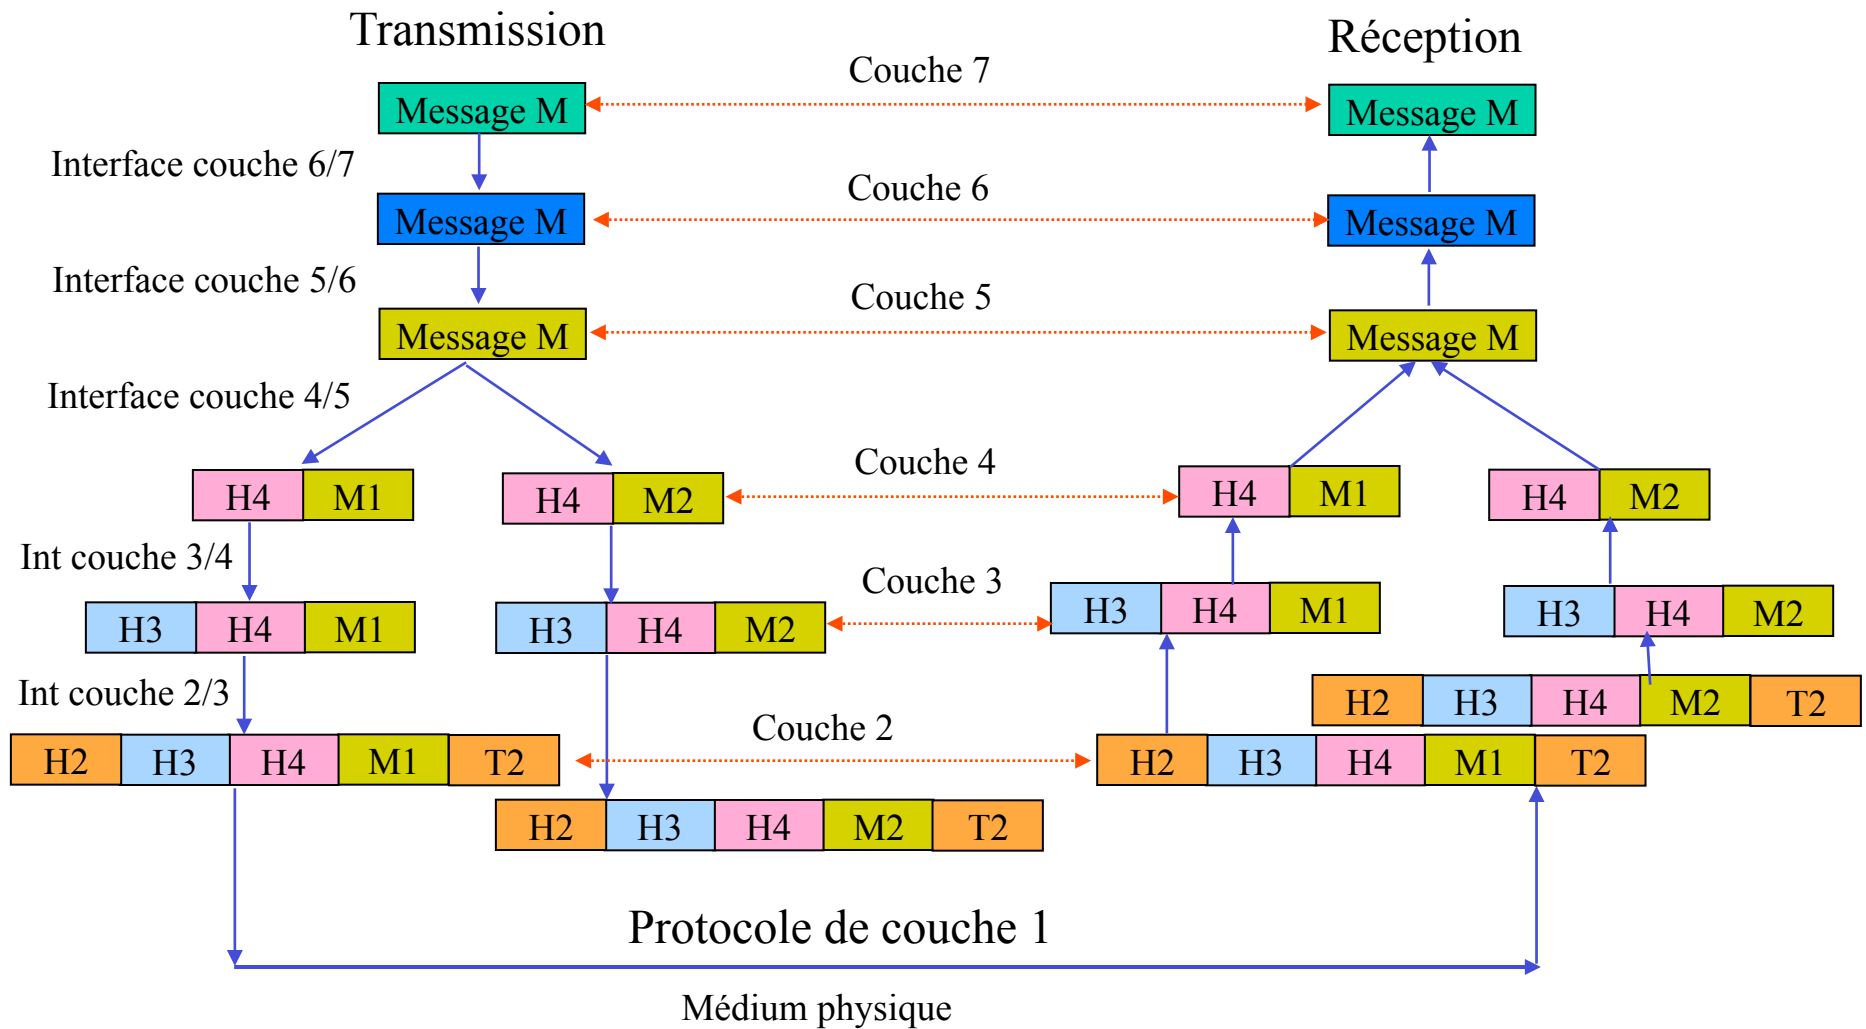 Transmission
Réception
Couche 7
Message M
Message M
Interface couche 6/7
Couche 6
Message M
Message M
Interface couche 5/6
Couche 5
Message M
Message M
Interface couche 4/5
Couche 4
H4 M1
H4 M2
H4 M1
H4 M2
Int couche 3/4
Couche 3
H3 H4 M1
H3 H4 M2
H3 H4 M1
H3 H4 M2
Int couche 2/3
H2 H3 H4 M2 T2
Couche 2
H2 H3 H4 M1 T2
H2 H3 H4 M1 T2
H2 H3 H4 M2 T2
Protocole de couche 1
Médium physique